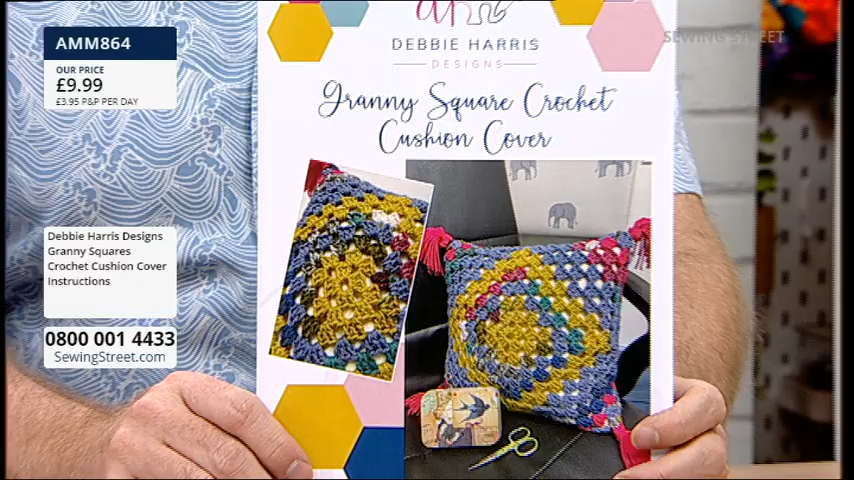 AMM864
OUR PRICE
£9.99
£3.95 P&P PER DAY
DEBBIE HARRIS
DESIGNS
Granny Square Crochet
Cushion Cover
SEWING STREET
Debbie Harris Designs
Granny Squares
Crochet Cushion Cover
Instructions
0800 001 4433
SewingStreet.com